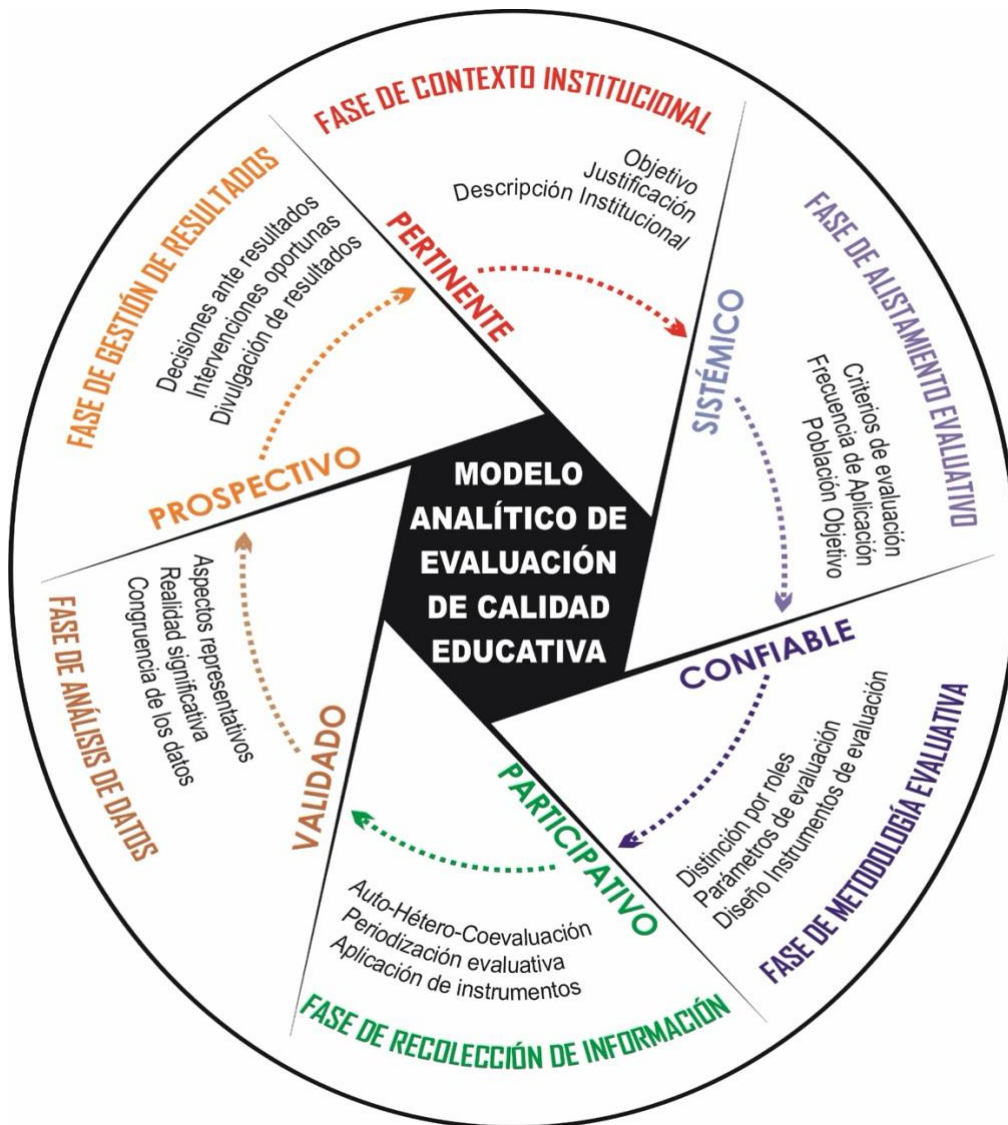 FASE DE CONTEXTO INSTITUCIONAL
Objetivo
Justificación
Descripción Institucional
PERTINENTE
FASE DE ALISTAMIENTO EVALUATIVO
Criterios de evaluación
Frecuencia de Aplicación
Población Objetivo
SISTÉMICO
FASE DE METODOLOGÍA EVALUATIVA
Distinción por roles
Parámetros de evaluación
Diseño Instrumentos de evaluación
CONFIABLE
FASE DE RECOLECCIÓN DE INFORMACIÓN
Auto-Hétero-Coevaluación
Periodización evaluativa
Aplicación de instrumentos
PARTICIPATIVO
FASE DE ANÁLISIS DE DATOS
Aspectos representativos
Realidad significativa
Congruencia de los datos
VALIDADO
FASE DE GESTIÓN DE RESULTADOS
Decisiones ante resultados
Intervenciones oportunas
Divulgación de resultados
PROSPECTIVO
MODELO
ANALÍTICO DE
EVALUACIÓN
DE CALIDAD
EDUCATIVA